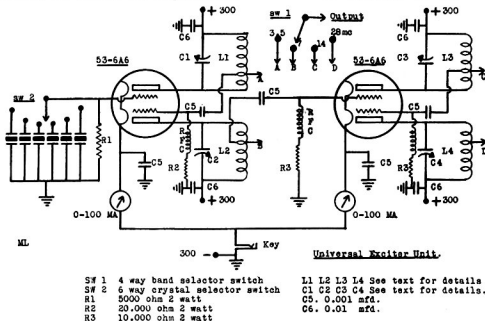 + 300
C6
C1
L1
SW 1
Output
3,5
7
14
28mc
A
B
C
D
+ 300
C6
C3
L3
53-6A6
53-6A6
SW 2
A
C
C5
C5
C5
R1
RFC
R2
C2
L2
B
C5
C6
+ 300
RFC
R3
C5
R3
C4
L4
D
C6
+ 300
0-100 MA
0-100 MA
ML
Key
300 -
Universal Exciter Unit.
SW 1 4 way band selector switch
SW 2 6 way crystal selector switch
R1 5000 ohm 2 watt
R2 20.000 ohm 2 watt
R3 10.000 ohm 2 watt
L1 L2 L3 L4 See text for details
C1 C2 C3 C4 See text for details.
C5. 0.001 mfd.
C6. 0.01 mfd.